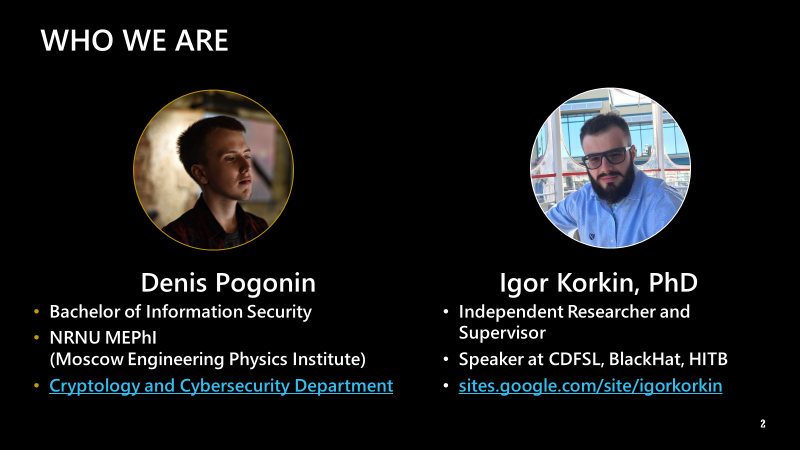 WHO WE ARE
Denis Pogonin
• Bachelor of Information Security
• NRNU MEPhI
(Moscow Engineering Physics Institute)
• Cryptology and Cybersecurity Department
Igor Korkin, PhD
• Independent Researcher and
Supervisor
• Speaker at CDFSL, BlackHat, HITB
• sites.google.com/site/igorkorkin
2